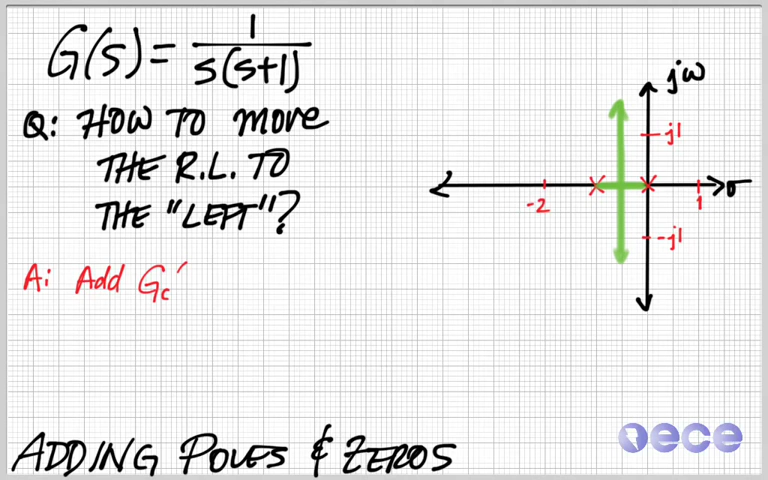 G(s) = 1 / s(s+1)
Q: HOW TO MOVE
THE R.L. TO
THE "LEFT"?
A: Add Gc
jω
j1
σ
-2
1
-j1
ADDING POLES & ZEROS
ece